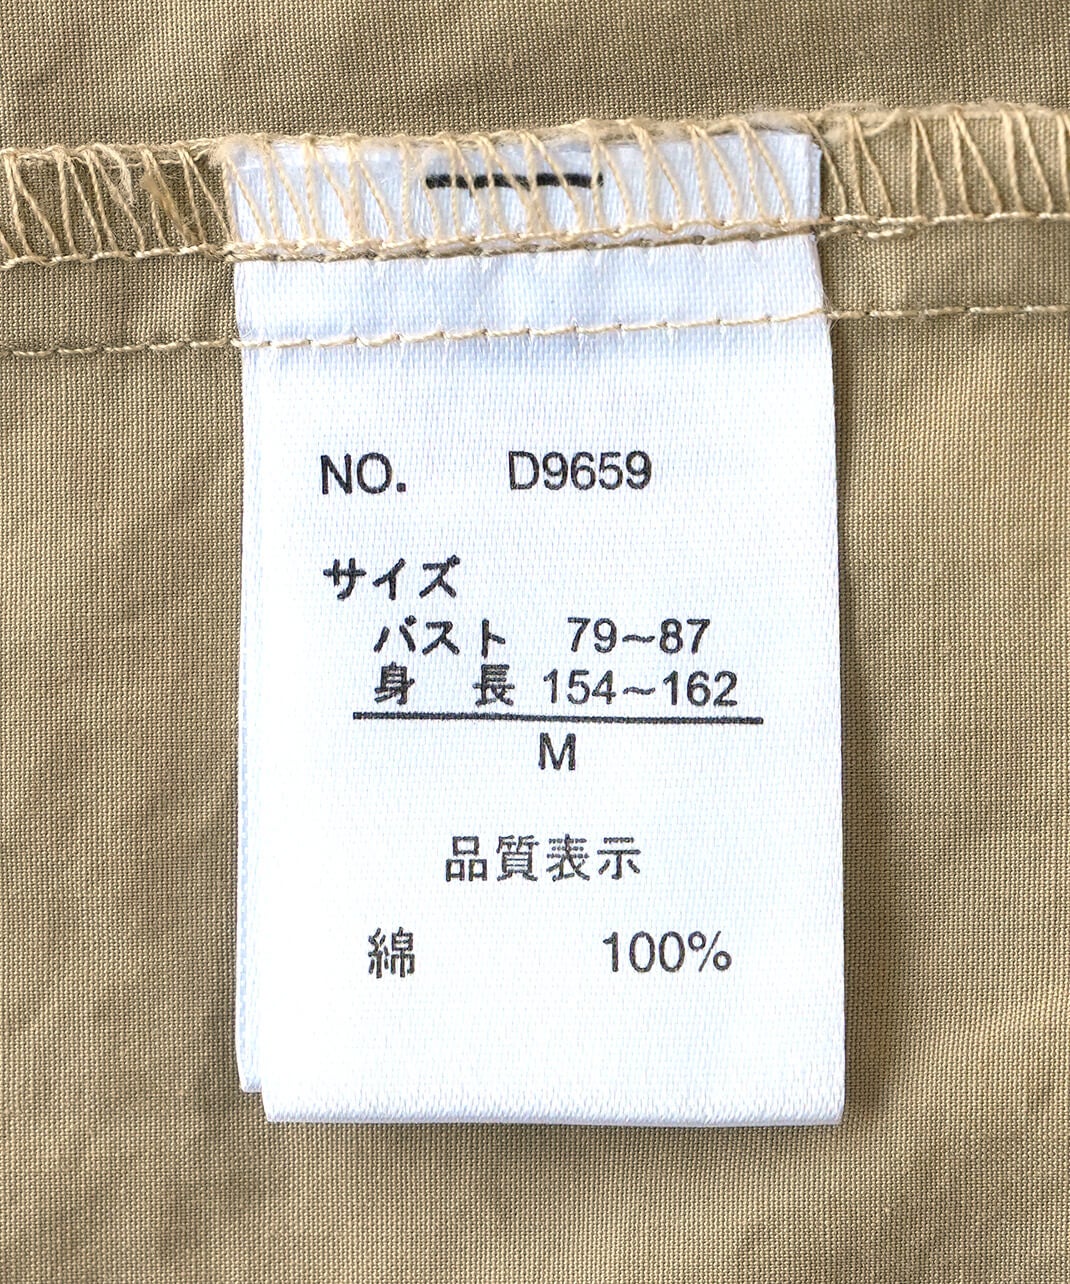 NO. D9659
サイズ
バスト 79~87
身長 154~162
M
品質表示
綿 100%